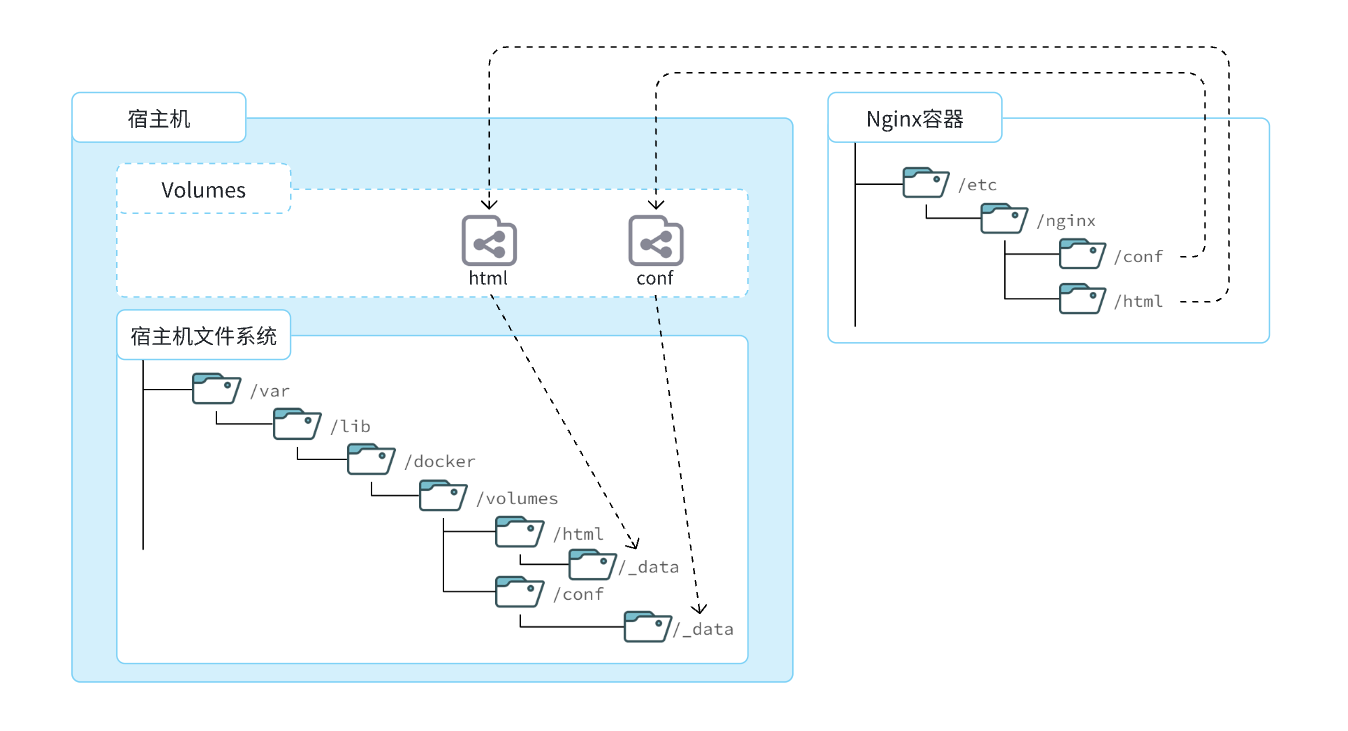 宿主机
Volumes
html
conf
宿主机文件系统
/var
/lib
/docker
/volumes
/html
/_data
/conf
/_data
Nginx容器
/etc
/nginx
/conf
/html